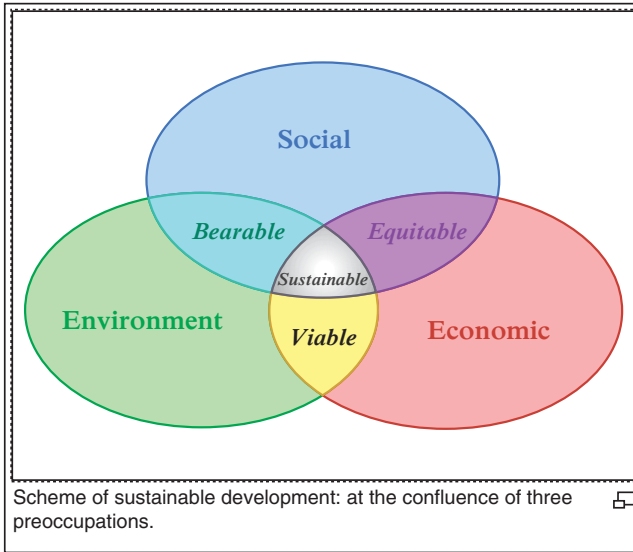 Social
Bearable
Equitable
Sustainable
Environment
Viable
Economic
Scheme of sustainable development: at the confluence of three
preoccupations.